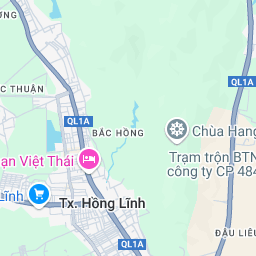 QL1A
C THUẬN
QL1A
BẮC HỒNG
Chùa Hang
ạn Việt Thái
Trạm trộn BTN
công ty CP 484
Lĩnh
Tx. Hồng Lĩnh
QL1A
ĐẬU LIÊU